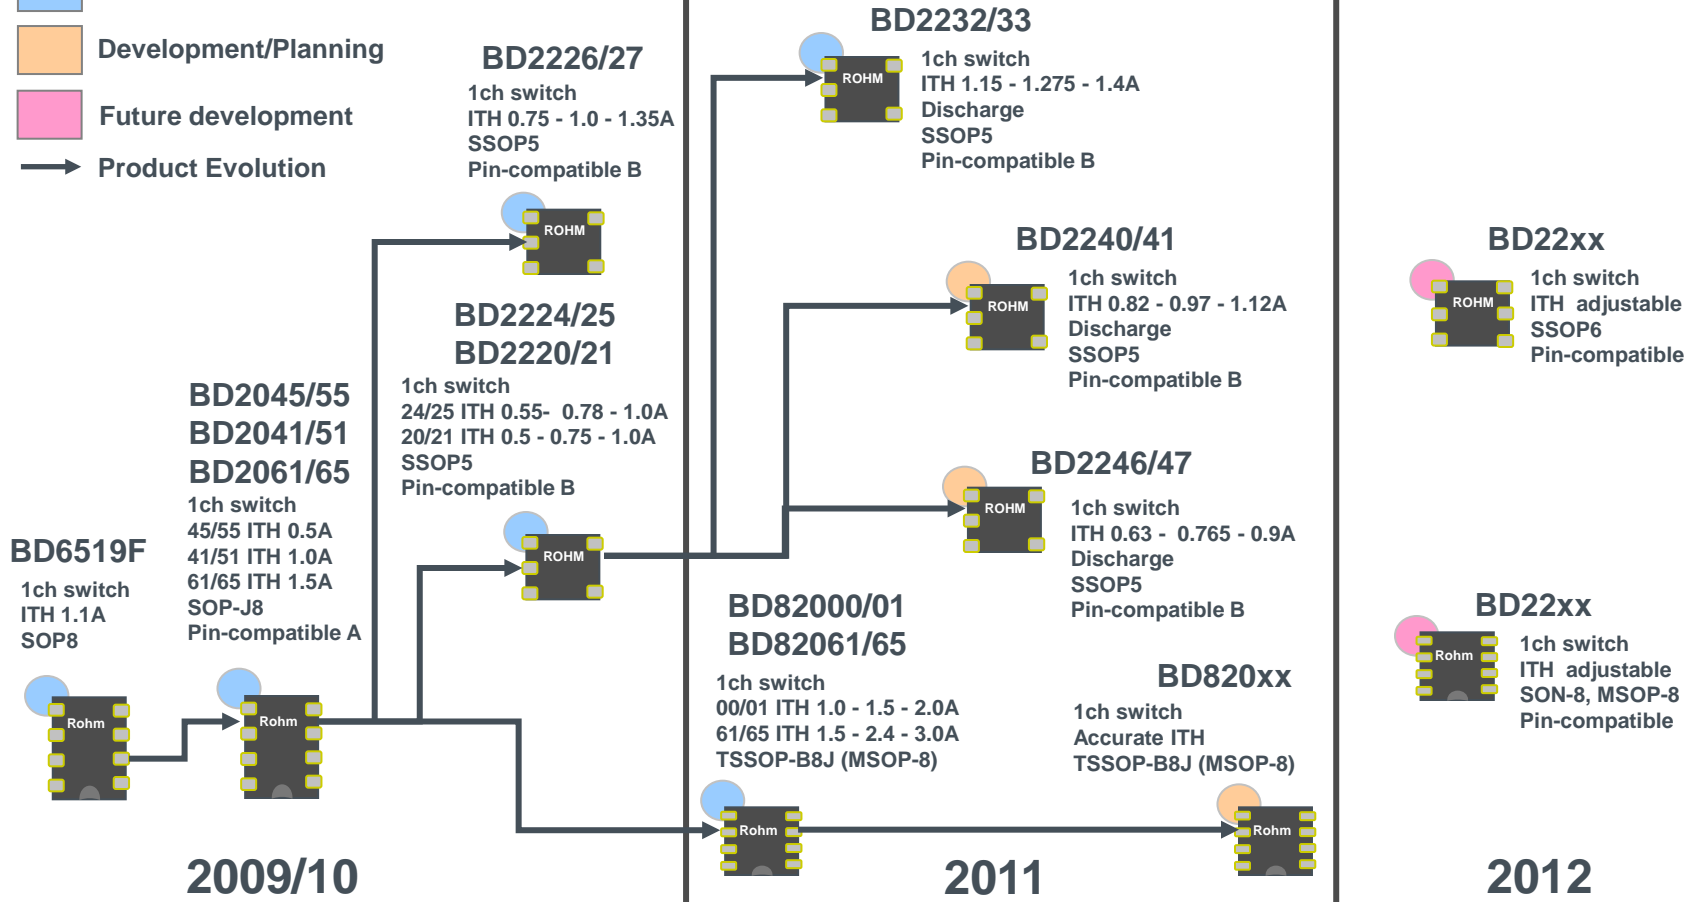 Development/Planning
Future development
Product Evolution
BD2226/27
1ch switch
ITH 0.75 - 1.0 - 1.35A
SSOP5
Pin-compatible B
ROHM
BD2224/25
BD2220/21
1ch switch
24/25 ITH 0.55-  0.78 - 1.0A
20/21 ITH 0.5 - 0.75 - 1.0A
SSOP5
Pin-compatible B
ROHM
BD2045/55
BD2041/51
BD2061/65
1ch switch
45/55 ITH 0.5A
41/51 ITH 1.0A
61/65 ITH 1.5A
SOP-J8
Pin-compatible A
Rohm
BD6519F
1ch switch
ITH 1.1A
SOP8
Rohm
2009/10
BD2232/33
1ch switch
ITH 1.15 - 1.275 - 1.4A
Discharge
SSOP5
Pin-compatible B
ROHM
BD2240/41
1ch switch
ITH 0.82 - 0.97 - 1.12A
Discharge
SSOP5
Pin-compatible B
ROHM
BD2246/47
1ch switch
ITH 0.63 -  0.765 - 0.9A
Discharge
SSOP5
Pin-compatible B
ROHM
BD82000/01
BD82061/65
1ch switch
00/01 ITH 1.0 - 1.5 - 2.0A
61/65 ITH 1.5 - 2.4 - 3.0A
TSSOP-B8J (MSOP-8)
Rohm
BD820xx
1ch switch
Accurate ITH
TSSOP-B8J (MSOP-8)
Rohm
2011
BD22xx
1ch switch
ITH  adjustable
SSOP6
Pin-compatible
ROHM
BD22xx
1ch switch
ITH  adjustable
SON-8, MSOP-8
Pin-compatible
Rohm
2012